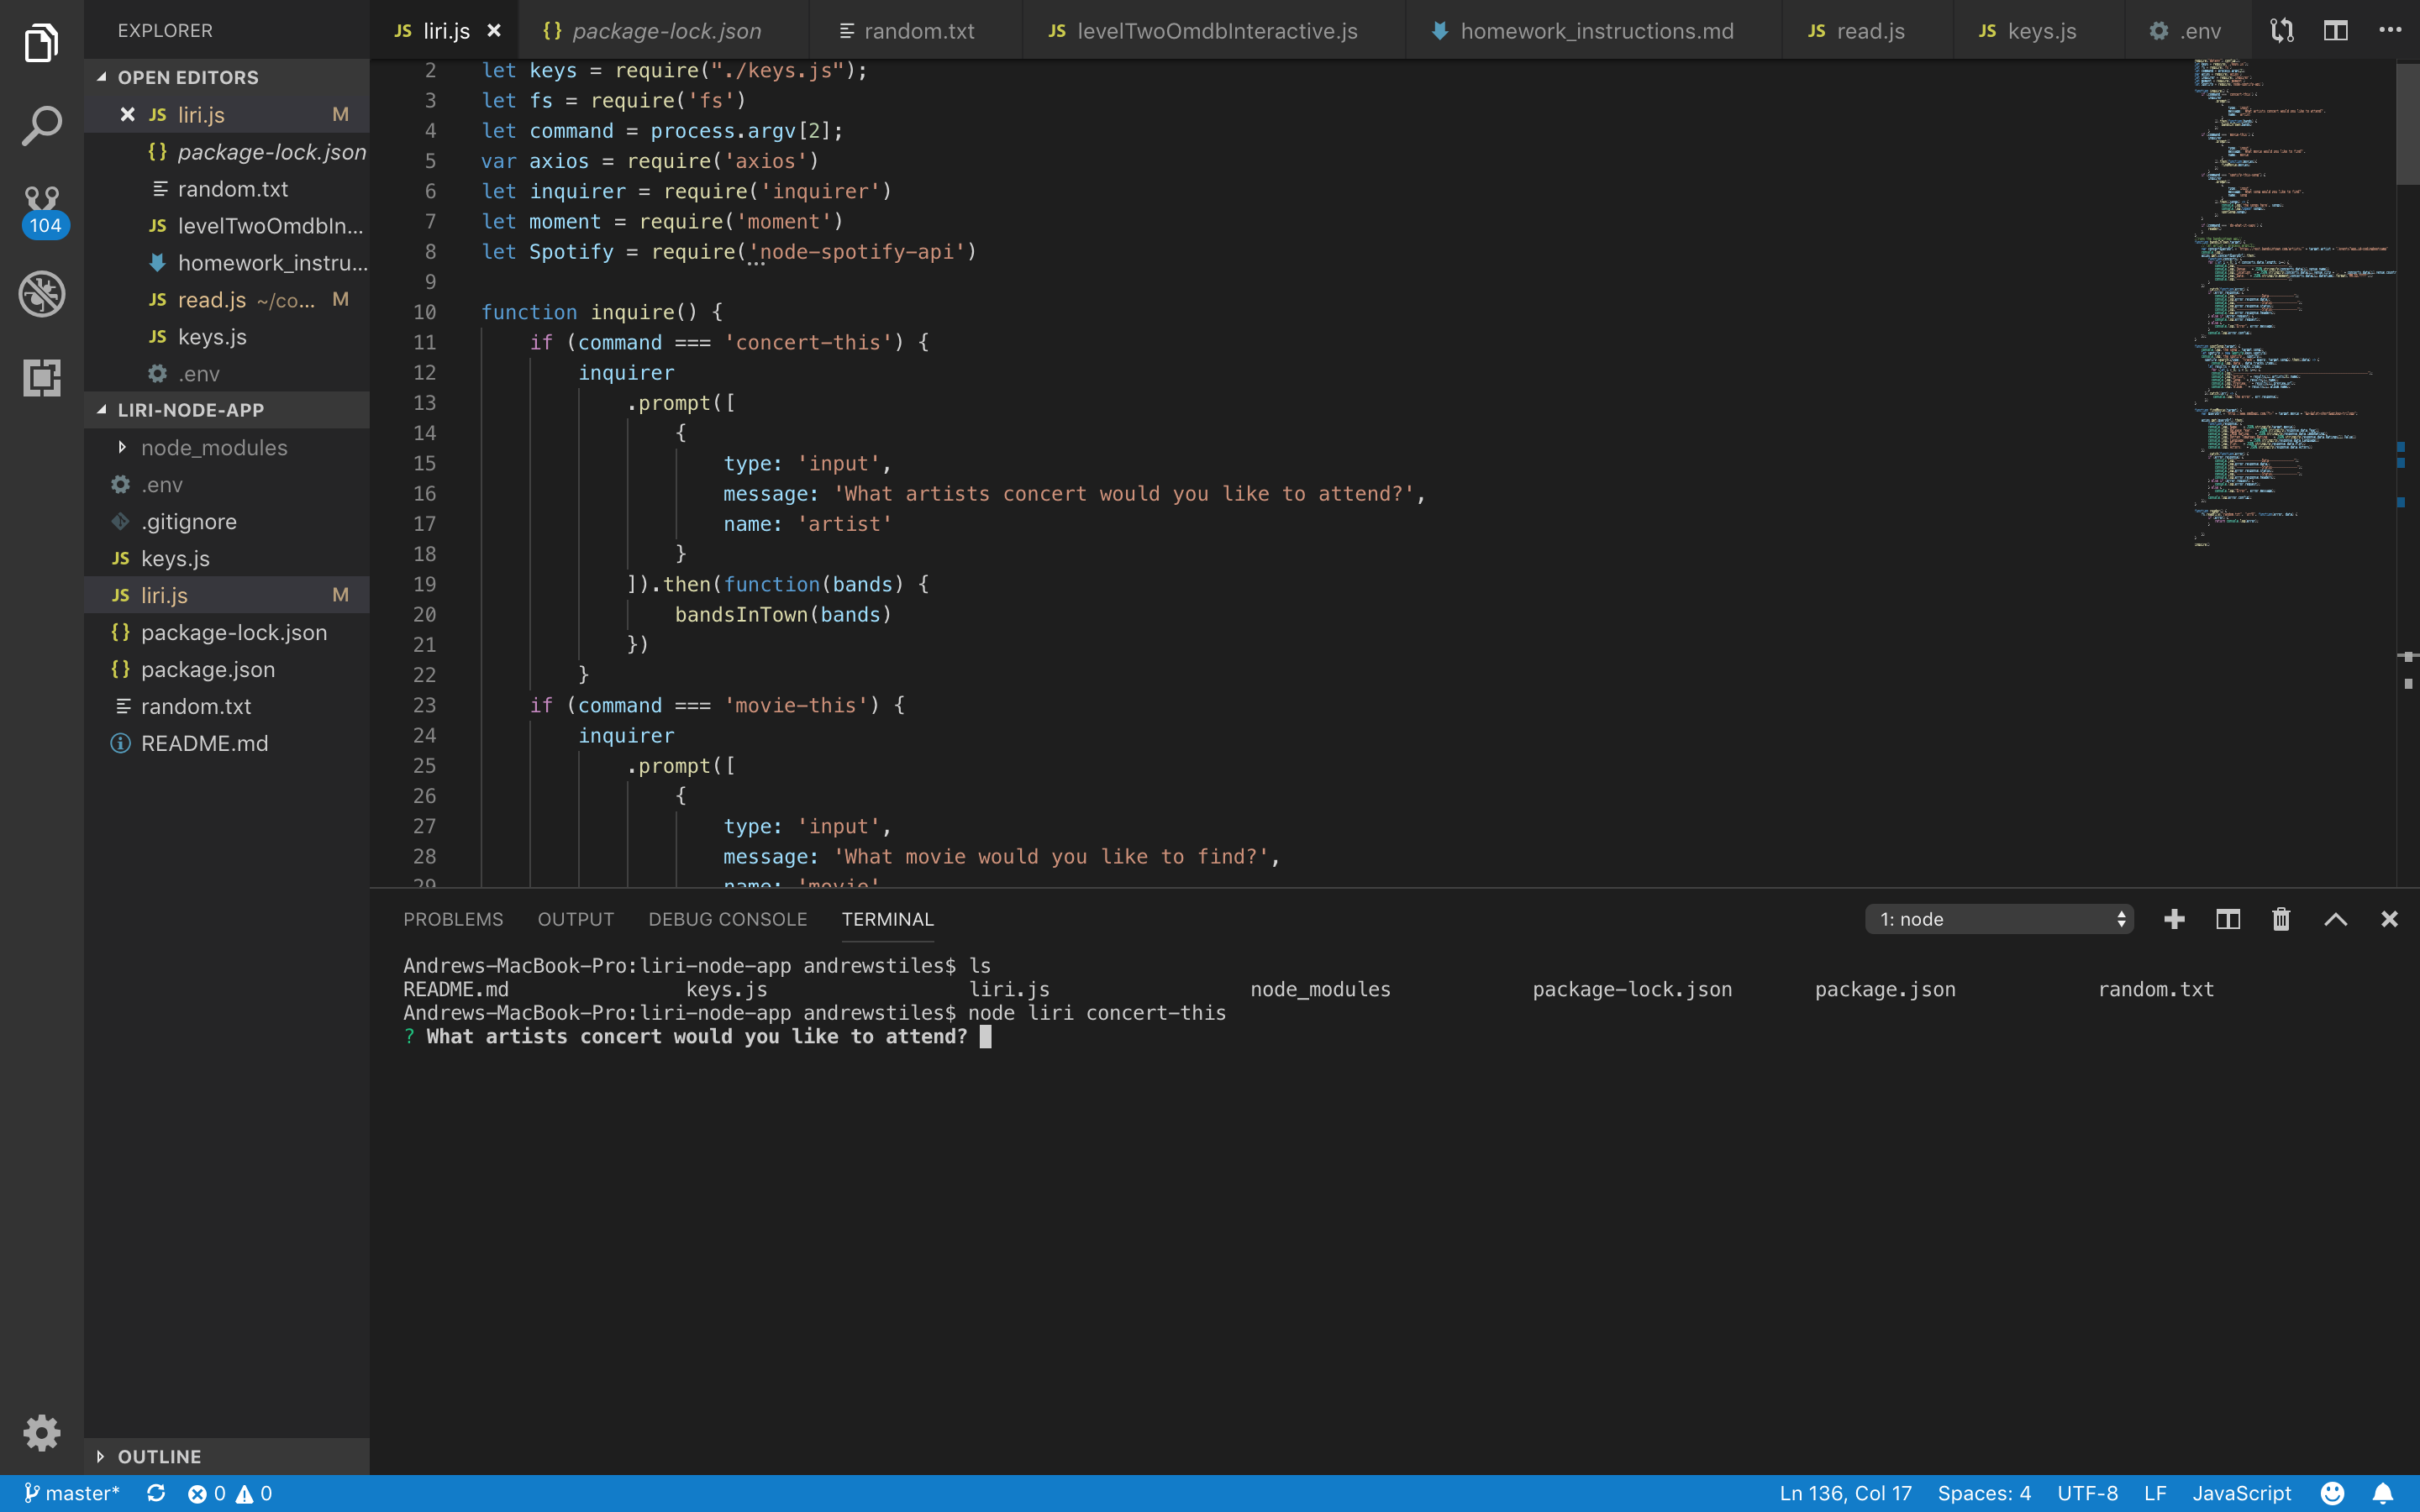 EXPLORER
OPEN EDITORS
JS liri.js M
{} package-lock.json
random.txt
JS levelTwoOmdbIn...
homework_instru...
JS read.js ~/co... M
JS keys.js
.env
LIRI-NODE-APP
node_modules
.env
.gitignore
JS keys.js
JS liri.js M
{} package-lock.json
{} package.json
random.txt
README.md
OUTLINE
104
JS liri.js {} package-lock.json random.txt JS levelTwoOmdbInteractive.js homework_instructions.md JS read.js JS keys.js .env
2 let keys = require("./keys.js");
3 let fs = require('fs')
4 let command = process.argv[2];
5 var axios = require('axios')
6 let inquirer = require('inquirer')
7 let moment = require('moment')
8 let Spotify = require('node-spotify-api')
9
10 function inquire() {
11 if (command === 'concert-this') {
12 inquirer
13 .prompt([
14 {
15 type: 'input',
16 message: 'What artists concert would you like to attend?',
17 name: 'artist'
18 }
19 ]).then(function(bands) {
20 bandsInTown(bands)
21 })
22 }
23 if (command === 'movie-this') {
24 inquirer
25 .prompt([
26 {
27 type: 'input',
28 message: 'What movie would you like to find?',
29 name: 'movie'
PROBLEMS OUTPUT DEBUG CONSOLE TERMINAL 1: node
Andrews-MacBook-Pro:liri-node-app andrewstiles$ ls
README.md keys.js liri.js node_modules package-lock.json package.json random.txt
Andrews-MacBook-Pro:liri-node-app andrewstiles$ node liri concert-this
? What artists concert would you like to attend?
master* 0 0 Ln 136, Col 17 Spaces: 4 UTF-8 LF JavaScript